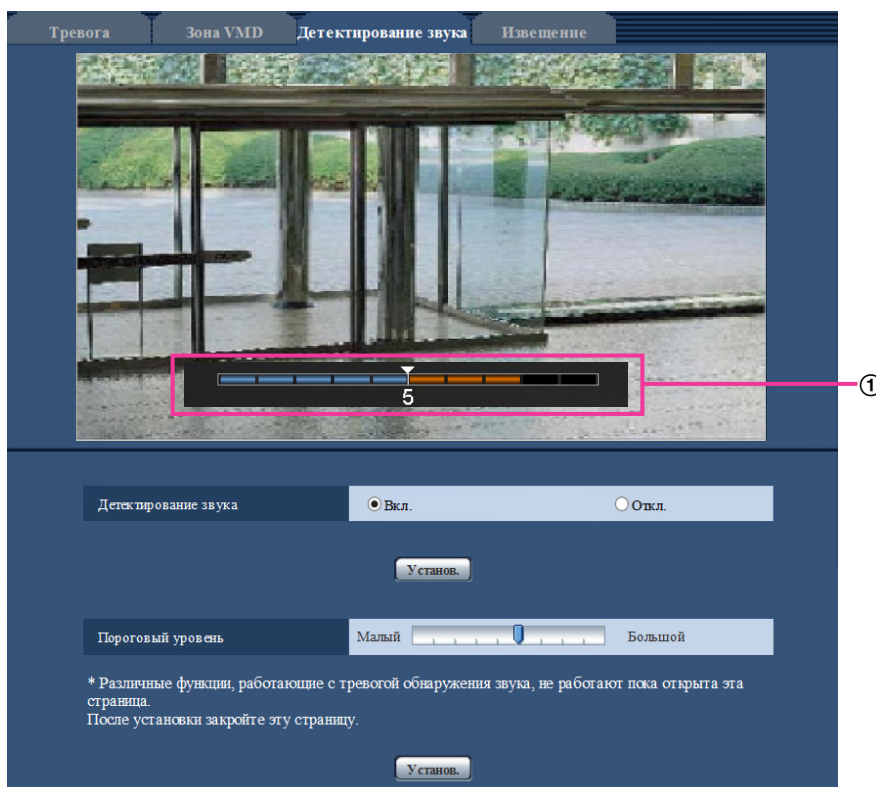 Тревога Зона VMD Детектирование звука Извещение
5
①
Детектирование звука Вкл. Откл.
Установ.
Пороговый уровень Малый Большой
* Различные функции, работающие с тревогой обнаружения звука, не работают пока открыта эта
страница.
После установки закройте эту страницу.
Установ.